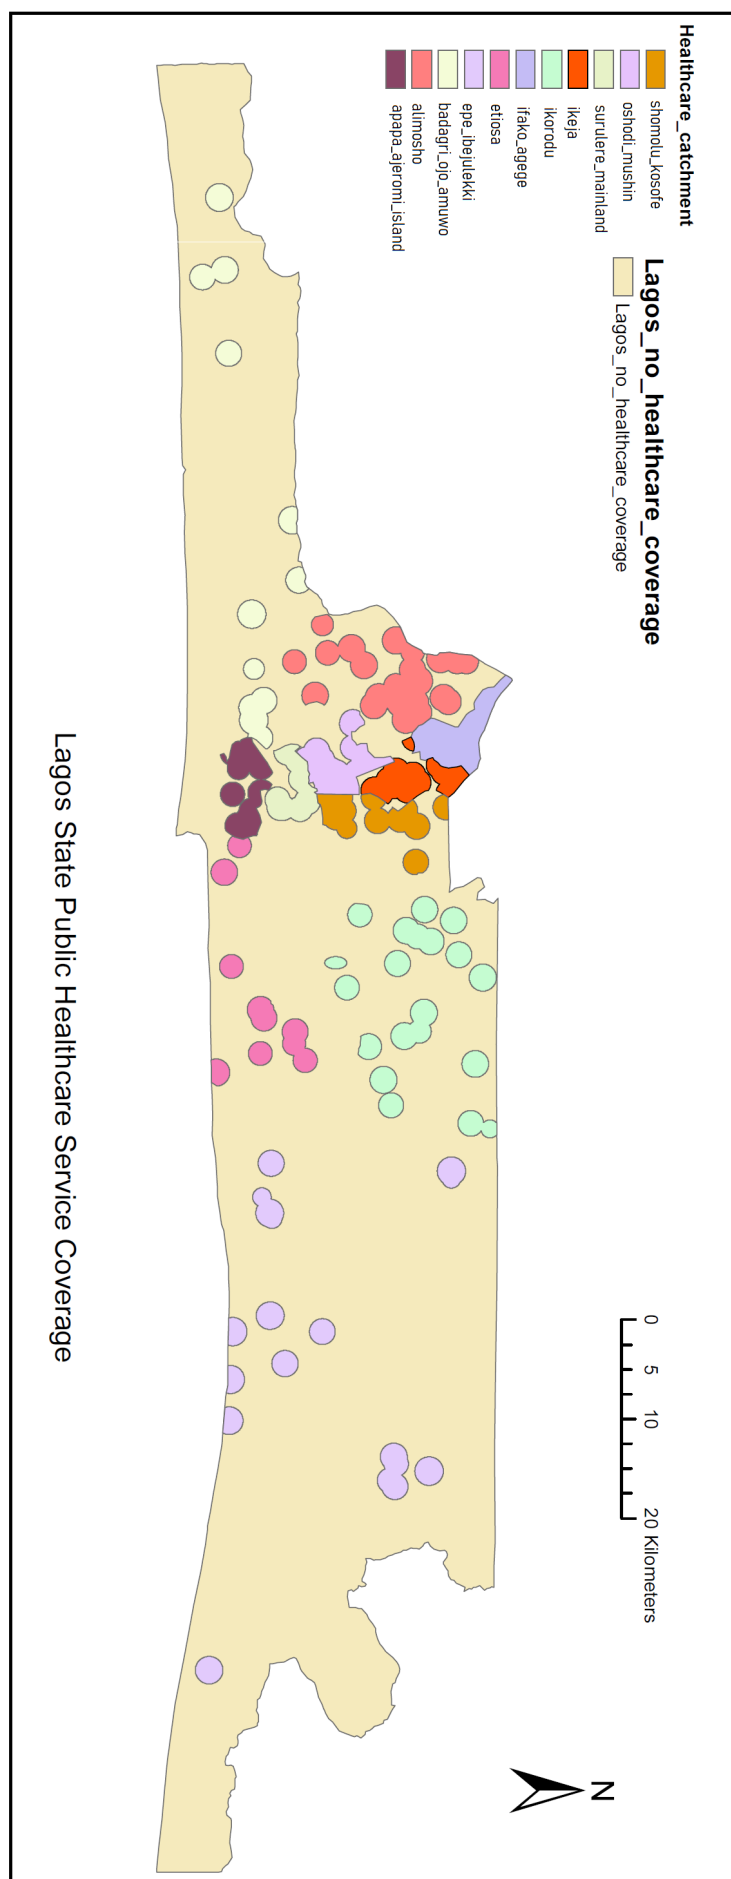 Healthcare_catchment
shomolu_kosofe
oshodi_mushin
surulere_mainland
ikeja
ikorodu
ifako_agege
etiosa
epe_ibejulekki
badagri_ojo_amuwo
alimosho
apapa_ajeromi_island
Lagos_no_healthcare_coverage
Lagos_no_healthcare_coverage
0 5 10 20 Kilometers
N
Lagos State Public Healthcare Service Coverage